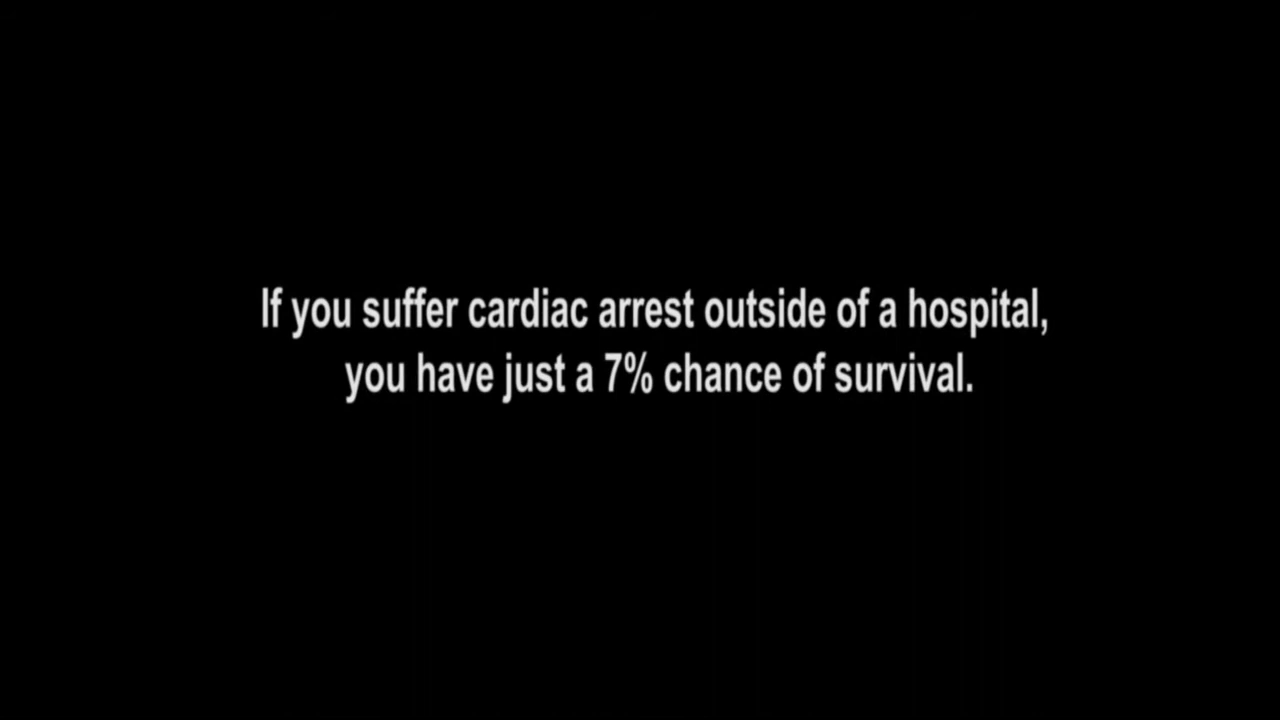 If you suffer cardiac arrest outside of a hospital,
you have just a 7% chance of survival.